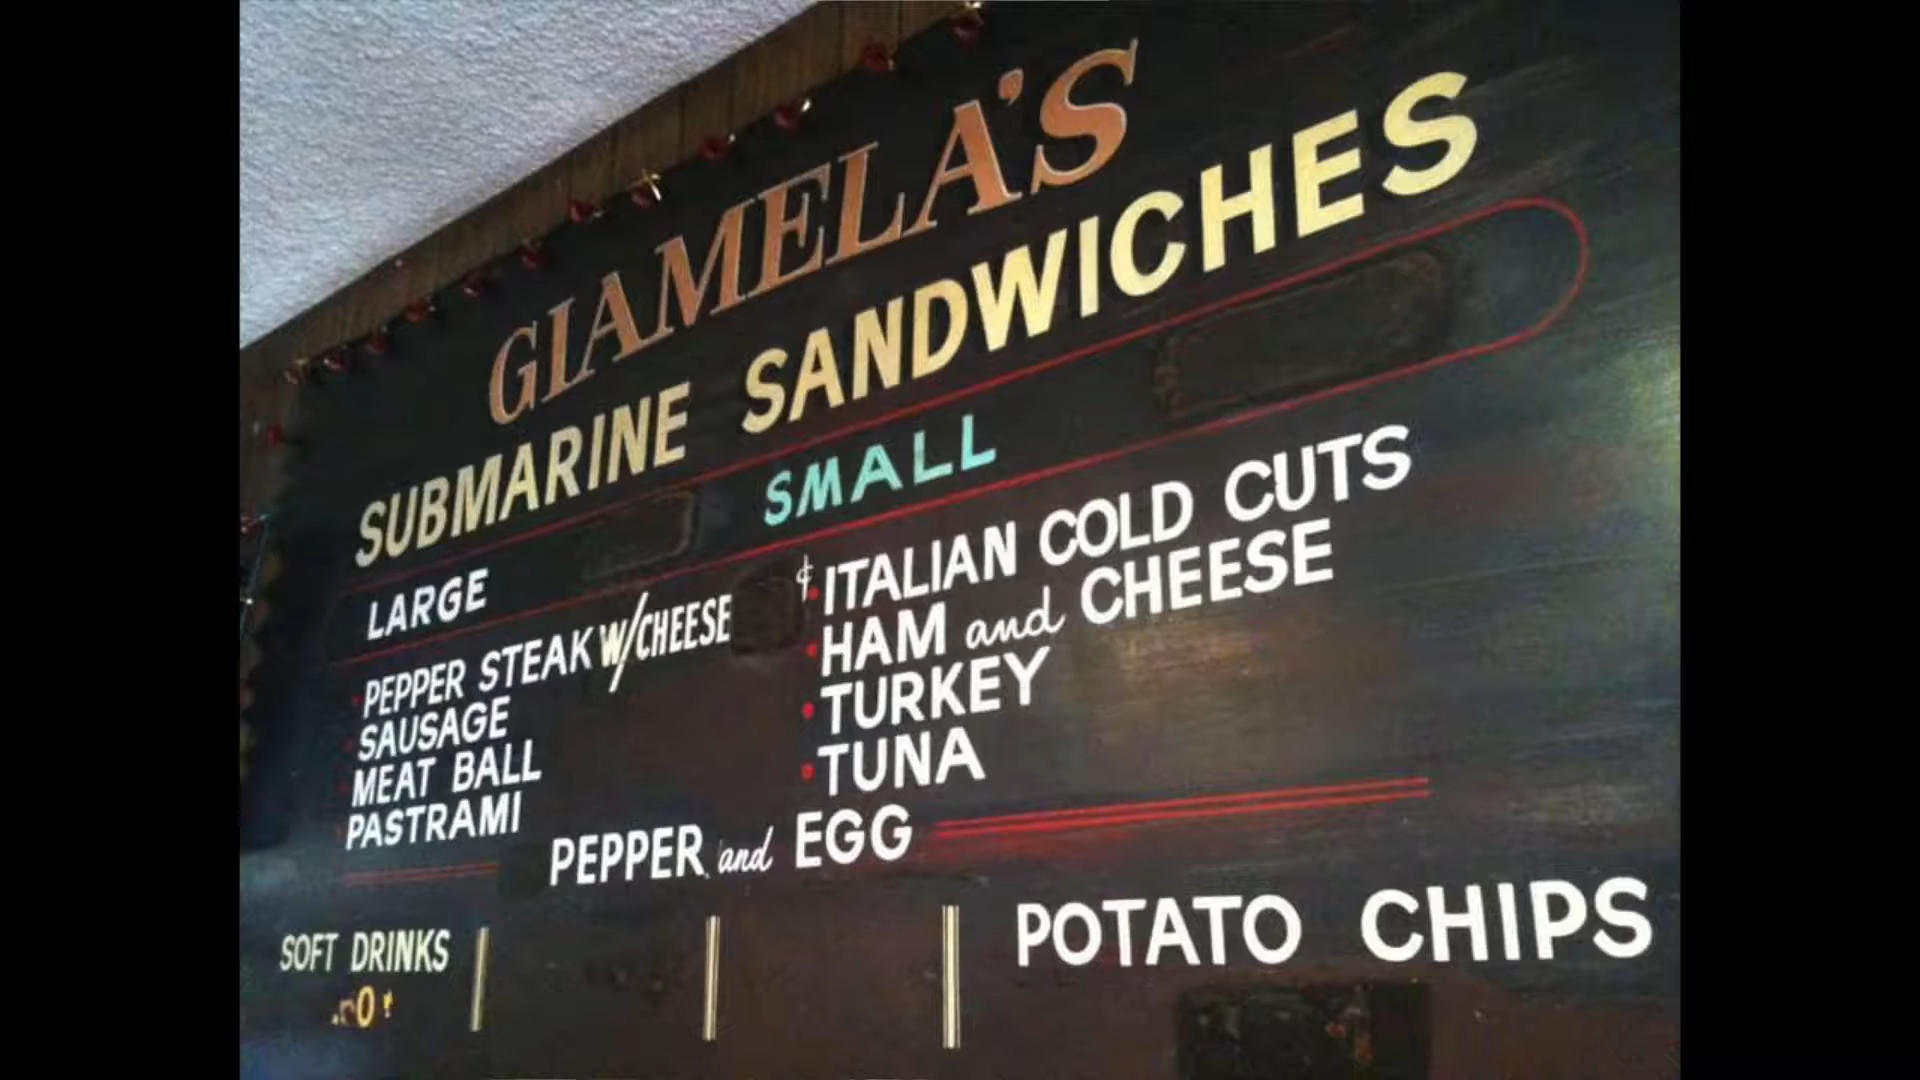 GIAMELA'S
SUBMARINE SANDWICHES
LARGE
SMALL
PEPPER STEAK W/CHEESE
SAUSAGE
MEAT BALL
PASTRAMI
¢
ITALIAN COLD CUTS
HAM and CHEESE
TURKEY
TUNA
PEPPER and EGG
SOFT DRINKS
POTATO CHIPS